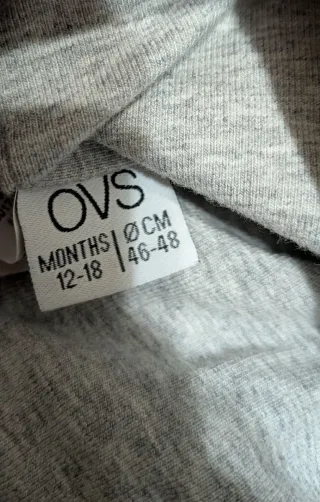 OVS
MONTHS | Ø CM
12-18 | 46-48